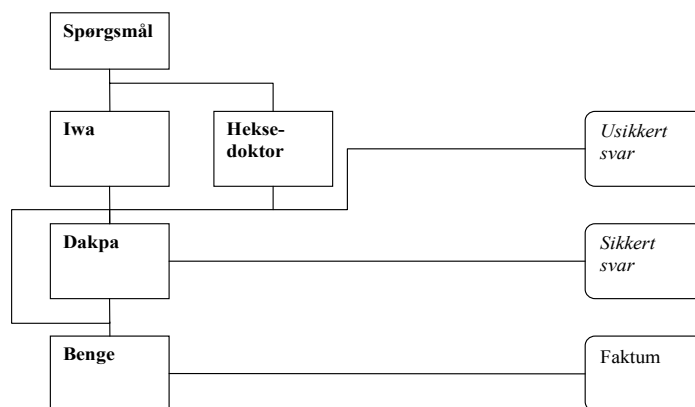 Spørgsmål
Iwa
Hekse-
doktor
Usikkert
svar
Dakpa
Sikkert
svar
Benge
Faktum